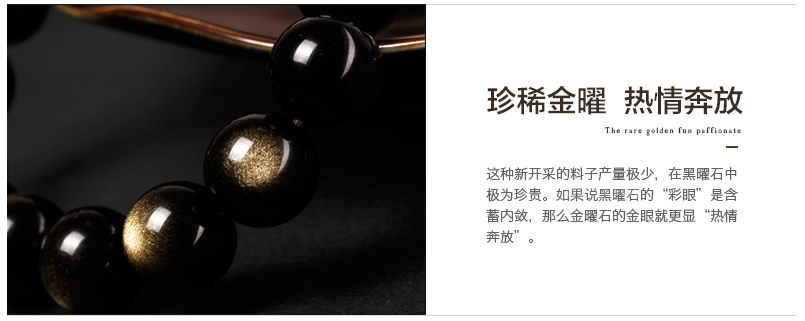 珍稀金曜 热情奔放
The rare golden fun paffionate
这种新开采的料子产量极少，在黑曜石中
极为珍贵。如果说黑曜石的“彩眼”是含
蓄内敛，那么金曜石的金眼就更显“热情
奔放”。